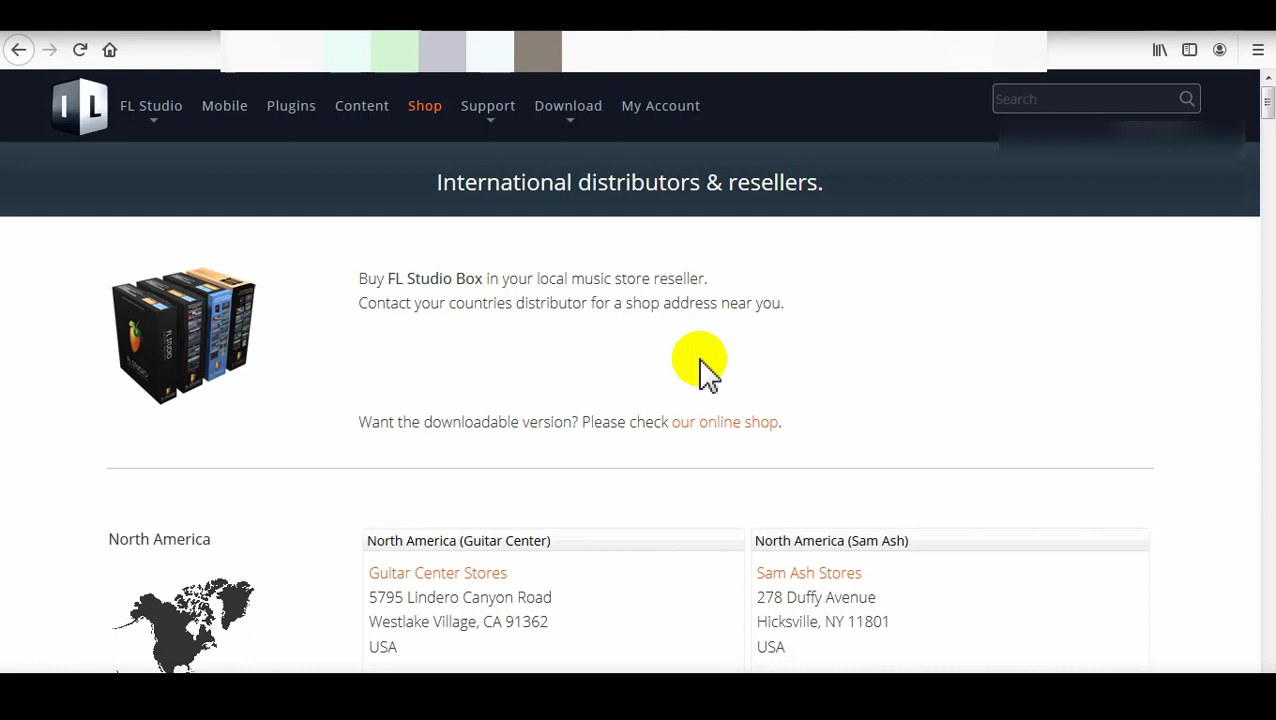 I L
FL Studio Mobile Plugins Content Shop Support Download My Account
Search
International distributors & resellers.
Buy FL Studio Box in your local music store reseller.
Contact your countries distributor for a shop address near you.
FL STUDIO
Want the downloadable version? Please check our online shop.
North America
North America (Guitar Center)
Guitar Center Stores
5795 Lindero Canyon Road
Westlake Village, CA 91362
USA
North America (Sam Ash)
Sam Ash Stores
278 Duffy Avenue
Hicksville, NY 11801
USA